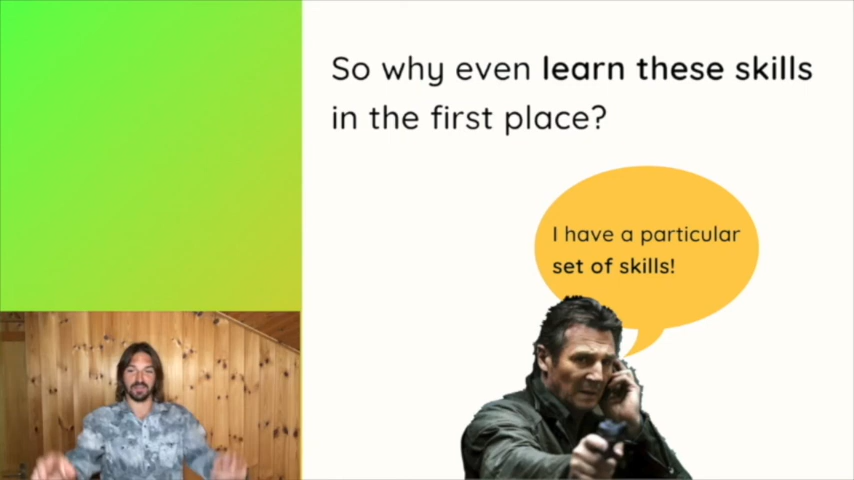 So why even learn these skills
in the first place?
I have a particular
set of skills!